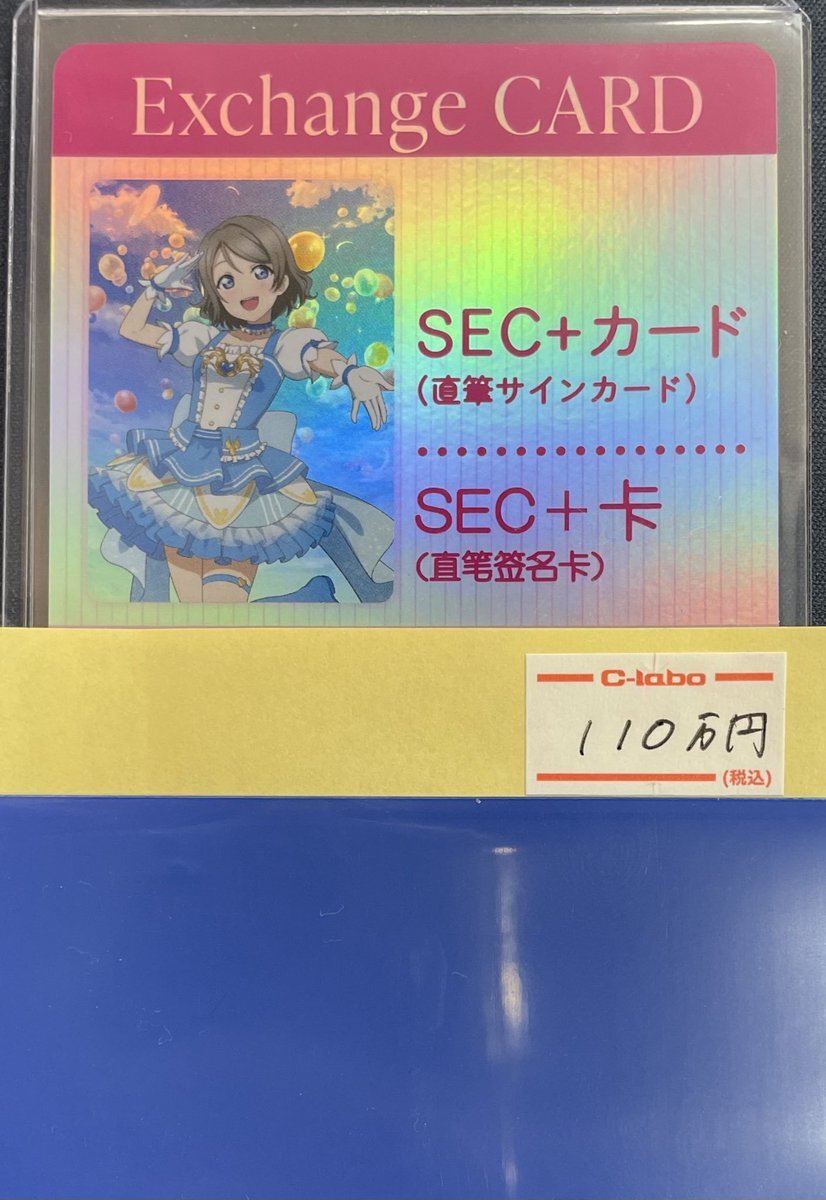 Exchange CARD
SEC+カード
(直筆サインカード)
SEC+卡
(直笔签名卡)
C-labo
110万円
(税込)